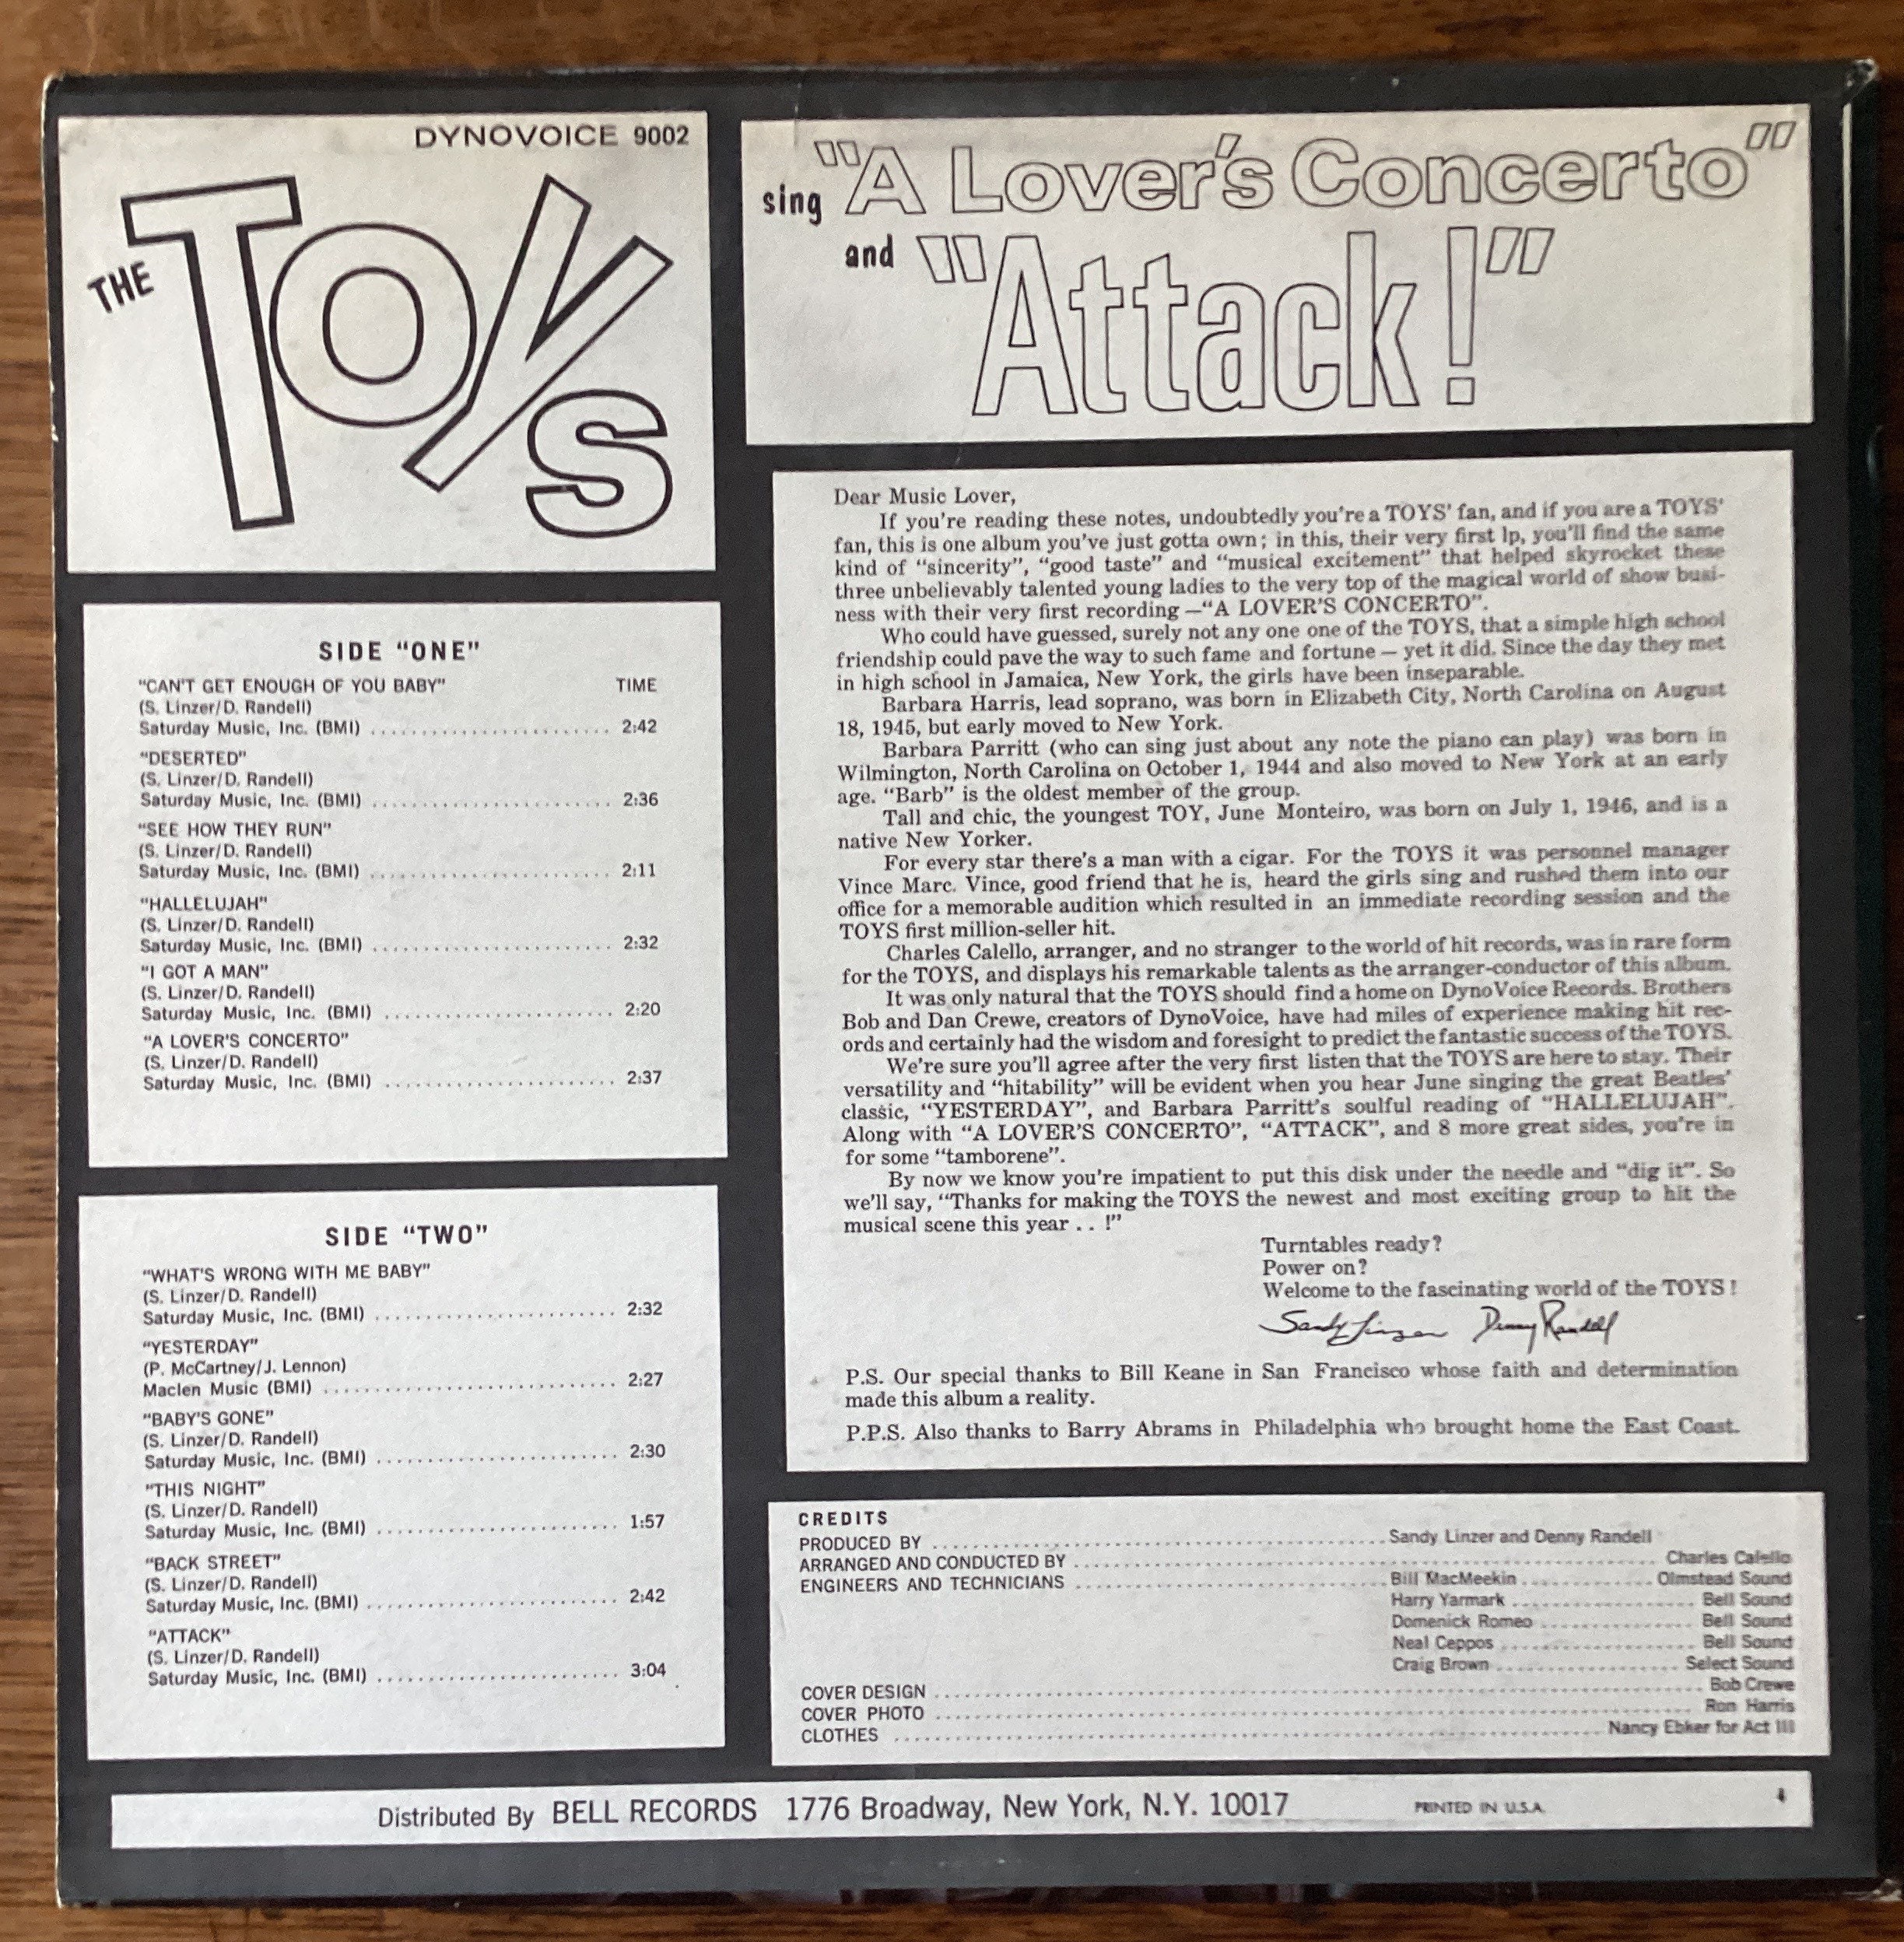 DYNOVOICE 9002
THE
TOYS
sing "A Lover's Concerto"
and "Attack!"
SIDE "ONE"
"CAN'T GET ENOUGH OF YOU BABY" TIME
(S. Linzer/D. Randell)
Saturday Music, Inc. (BMI) ........................ 2:42
"DESERTED"
(S. Linzer/D. Randell)
Saturday Music, Inc. (BMI) ........................ 2:36
"SEE HOW THEY RUN"
(S. Linzer/D. Randell)
Saturday Music, Inc. (BMI) ........................ 2:11
"HALLELUJAH"
(S. Linzer/D. Randell)
Saturday Music, Inc. (BMI) ........................ 2:32
"I GOT A MAN"
(S. Linzer/D. Randell)
Saturday Music, Inc. (BMI) ....................... 2:20
"A LOVER'S CONCERTO"
(S. Linzer/D. Randell)
Saturday Music, Inc. (BMI) ....................... 2:37
SIDE "TWO"
"WHAT'S WRONG WITH ME BABY"
(S. Linzer/D. Randell)
Saturday Music, Inc. (BMI) ........................ 2:32
"YESTERDAY"
(P. McCartney/J. Lennon)
Maclen Music (BMI) ............................. 2:27
"BABY'S GONE"
(S. Linzer/D. Randell)
Saturday Music, Inc. (BMI) ........................ 2:30
"THIS NIGHT"
(S. Linzer/D. Randell)
Saturday Music, Inc. (BMI) ........................ 1:57
"BACK STREET"
(S. Linzer/D. Randell)
Saturday Music, Inc. (BMI) ......................... 2:42
"ATTACK"
(S. Linzer/D. Randell)
Saturday Music, Inc. (BMI) ........................ 3:04
Dear Music Lover,
If you're reading these notes, undoubtedly you're a TOYS' fan, and if you are a TOYS'
fan, this is one album you've just gotta own; in this, their very first lp, you'll find the same
kind of "sincerity", "good taste" and "musical excitement" that helped skyrocket these
three unbelievably talented young ladies to the very top of the magical world of show busi-
ness with their very first recording —"A LOVER'S CONCERTO".
Who could have guessed, surely not any one one of the TOYS, that a simple high school
friendship could pave the way to such fame and fortune — yet it did. Since the day they met
in high school in Jamaica, New York, the girls have been inseparable.
Barbara Harris, lead soprano, was born in Elizabeth City, North Carolina on August
18, 1945, but early moved to New York.
Barbara Parritt (who can sing just about any note the piano can play) was born in
Wilmington, North Carolina on October 1, 1944 and also moved to New York at an early
age. "Barb" is the oldest member of the group.
Tall and chic, the youngest TOY, June Monteiro, was born on July 1, 1946, and is a
native New Yorker.
For every star there's a man with a cigar. For the TOYS it was personnel manager
Vince Marc. Vince, good friend that he is, heard the girls sing and rushed them into our
office for a memorable audition which resulted in an immediate recording session and the
TOYS first million-seller hit.
Charles Calello, arranger, and no stranger to the world of hit records, was in rare form
for the TOYS, and displays his remarkable talents as the arranger-conductor of this album.
It was only natural that the TOYS should find a home on DynoVoice Records. Brothers
Bob and Dan Crewe, creators of DynoVoice, have had miles of experience making hit rec-
ords and certainly had the wisdom and foresight to predict the fantastic success of the TOYS.
We're sure you'll agree after the very first listen that the TOYS are here to stay. Their
versatility and "hitability" will be evident when you hear June singing the great Beatles'
classic, "YESTERDAY", and Barbara Parritt's soulful reading of "HALLELUJAH".
Along with "A LOVER'S CONCERTO", "ATTACK", and 8 more great sides, you're in
for some "tamborene".
By now we know you're impatient to put this disk under the needle and "dig it". So
we'll say, "Thanks for making the TOYS the newest and most exciting group to hit the
musical scene this year . . !"
Turntables ready?
Power on?
Welcome to the fascinating world of the TOYS !
Sandy Linzer Denny Randell
P.S. Our special thanks to Bill Keane in San Francisco whose faith and determination
made this album a reality.
P.P.S. Also thanks to Barry Abrams in Philadelphia who brought home the East Coast.
CREDITS
PRODUCED BY ........ Sandy Linzer and Denny Randell
ARRANGED AND CONDUCTED BY ........ Charles Calello
ENGINEERS AND TECHNICIANS ........ Bill MacMeekin ........ Olmstead Sound
Harry Yarmark ........ Bell Sound
Domenick Romeo ........ Bell Sound
Neal Ceppos ........ Bell Sound
Craig Brown ........ Select Sound
COVER DESIGN ........ Bob Crewe
COVER PHOTO ........ Ron Harris
CLOTHES ........ Nancy Ebker for Act III
Distributed By BELL RECORDS 1776 Broadway, New York, N.Y. 10017 PRINTED IN U.S.A.